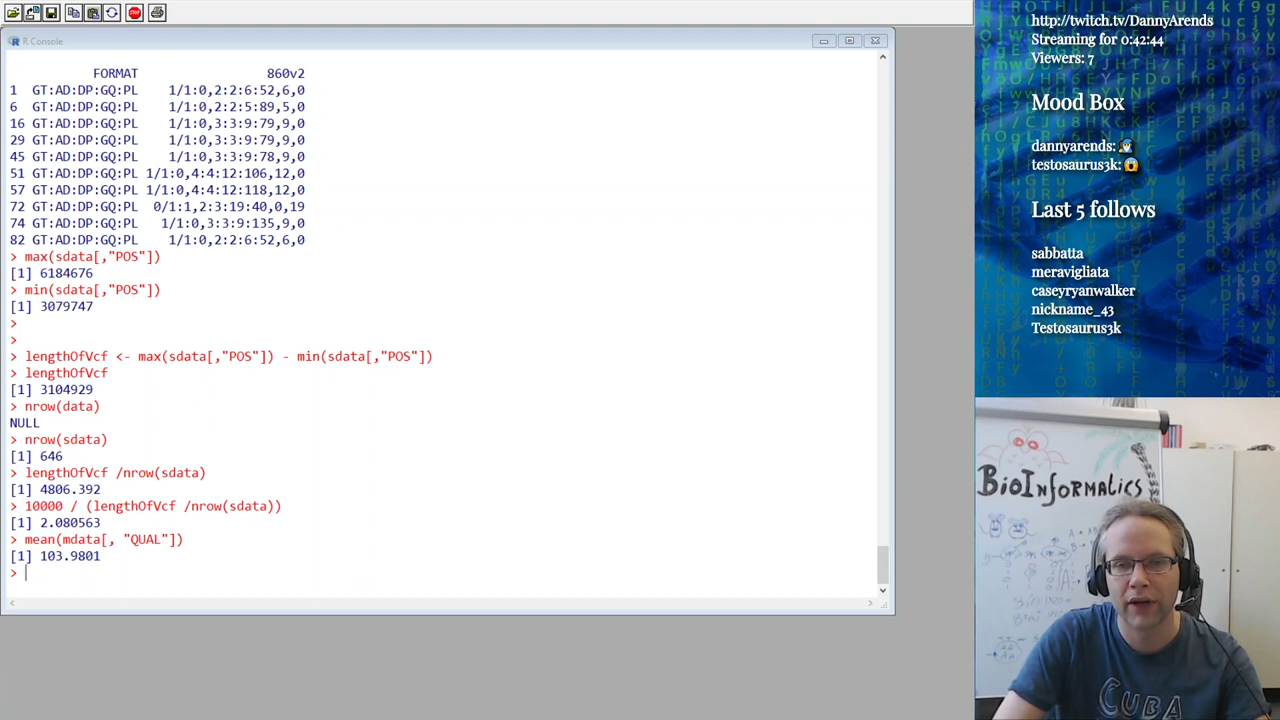 R Console
FORMAT 860v2
1 GT:AD:DP:GQ:PL 1/1:0,2:2:6:52,6,0
6 GT:AD:DP:GQ:PL 1/1:0,2:2:5:89,5,0
16 GT:AD:DP:GQ:PL 1/1:0,3:3:9:79,9,0
29 GT:AD:DP:GQ:PL 1/1:0,3:3:9:79,9,0
45 GT:AD:DP:GQ:PL 1/1:0,3:3:9:78,9,0
51 GT:AD:DP:GQ:PL 1/1:0,4:4:12:106,12,0
57 GT:AD:DP:GQ:PL 1/1:0,4:4:12:118,12,0
72 GT:AD:DP:GQ:PL 0/1:1,2:3:19:40,0,19
74 GT:AD:DP:GQ:PL 1/1:0,3:3:9:135,9,0
82 GT:AD:DP:GQ:PL 1/1:0,2:2:6:52,6,0
> max(sdata[,"POS"])
[1] 6184676
> min(sdata[,"POS"])
[1] 3079747
>
>
> lengthOfVcf <- max(sdata[,"POS"]) - min(sdata[,"POS"])
> lengthOfVcf
[1] 3104929
> nrow(data)
NULL
> nrow(sdata)
[1] 646
> lengthOfVcf /nrow(sdata)
[1] 4806.392
> 10000 / (lengthOfVcf /nrow(sdata))
[1] 2.080563
> mean(mdata[, "QUAL"])
[1] 103.9801
>
http://twitch.tv/DannyArends
Streaming for 0:42:44
Viewers: 7
Mood Box
dannyarends:
testosaurus3k:
Last 5 follows
sabbatta
meravigliata
caseryanwalker
nickname_43
Testosaurus3k
BioInformatics
CUBA